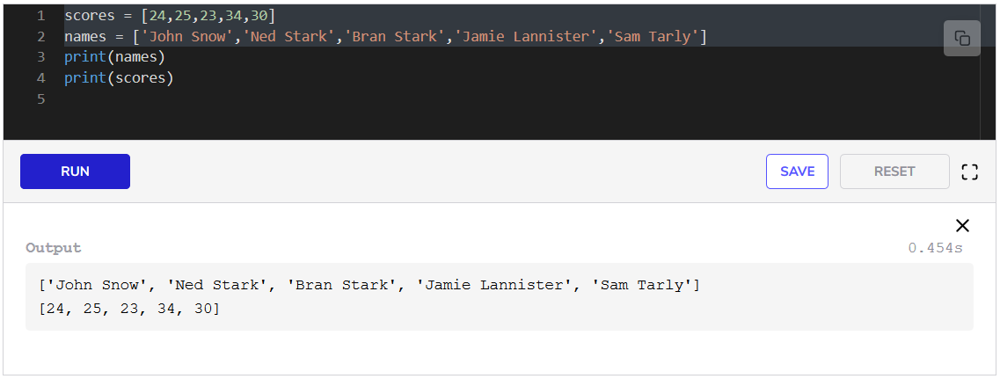 1 scores = [24,25,23,34,30]
2 names = ['John Snow','Ned Stark','Bran Stark','Jamie Lannister','Sam Tarly']
3 print(names)
4 print(scores)
5
RUN SAVE RESET
Output 0.454s
['John Snow', 'Ned Stark', 'Bran Stark', 'Jamie Lannister', 'Sam Tarly']
[24, 25, 23, 34, 30]